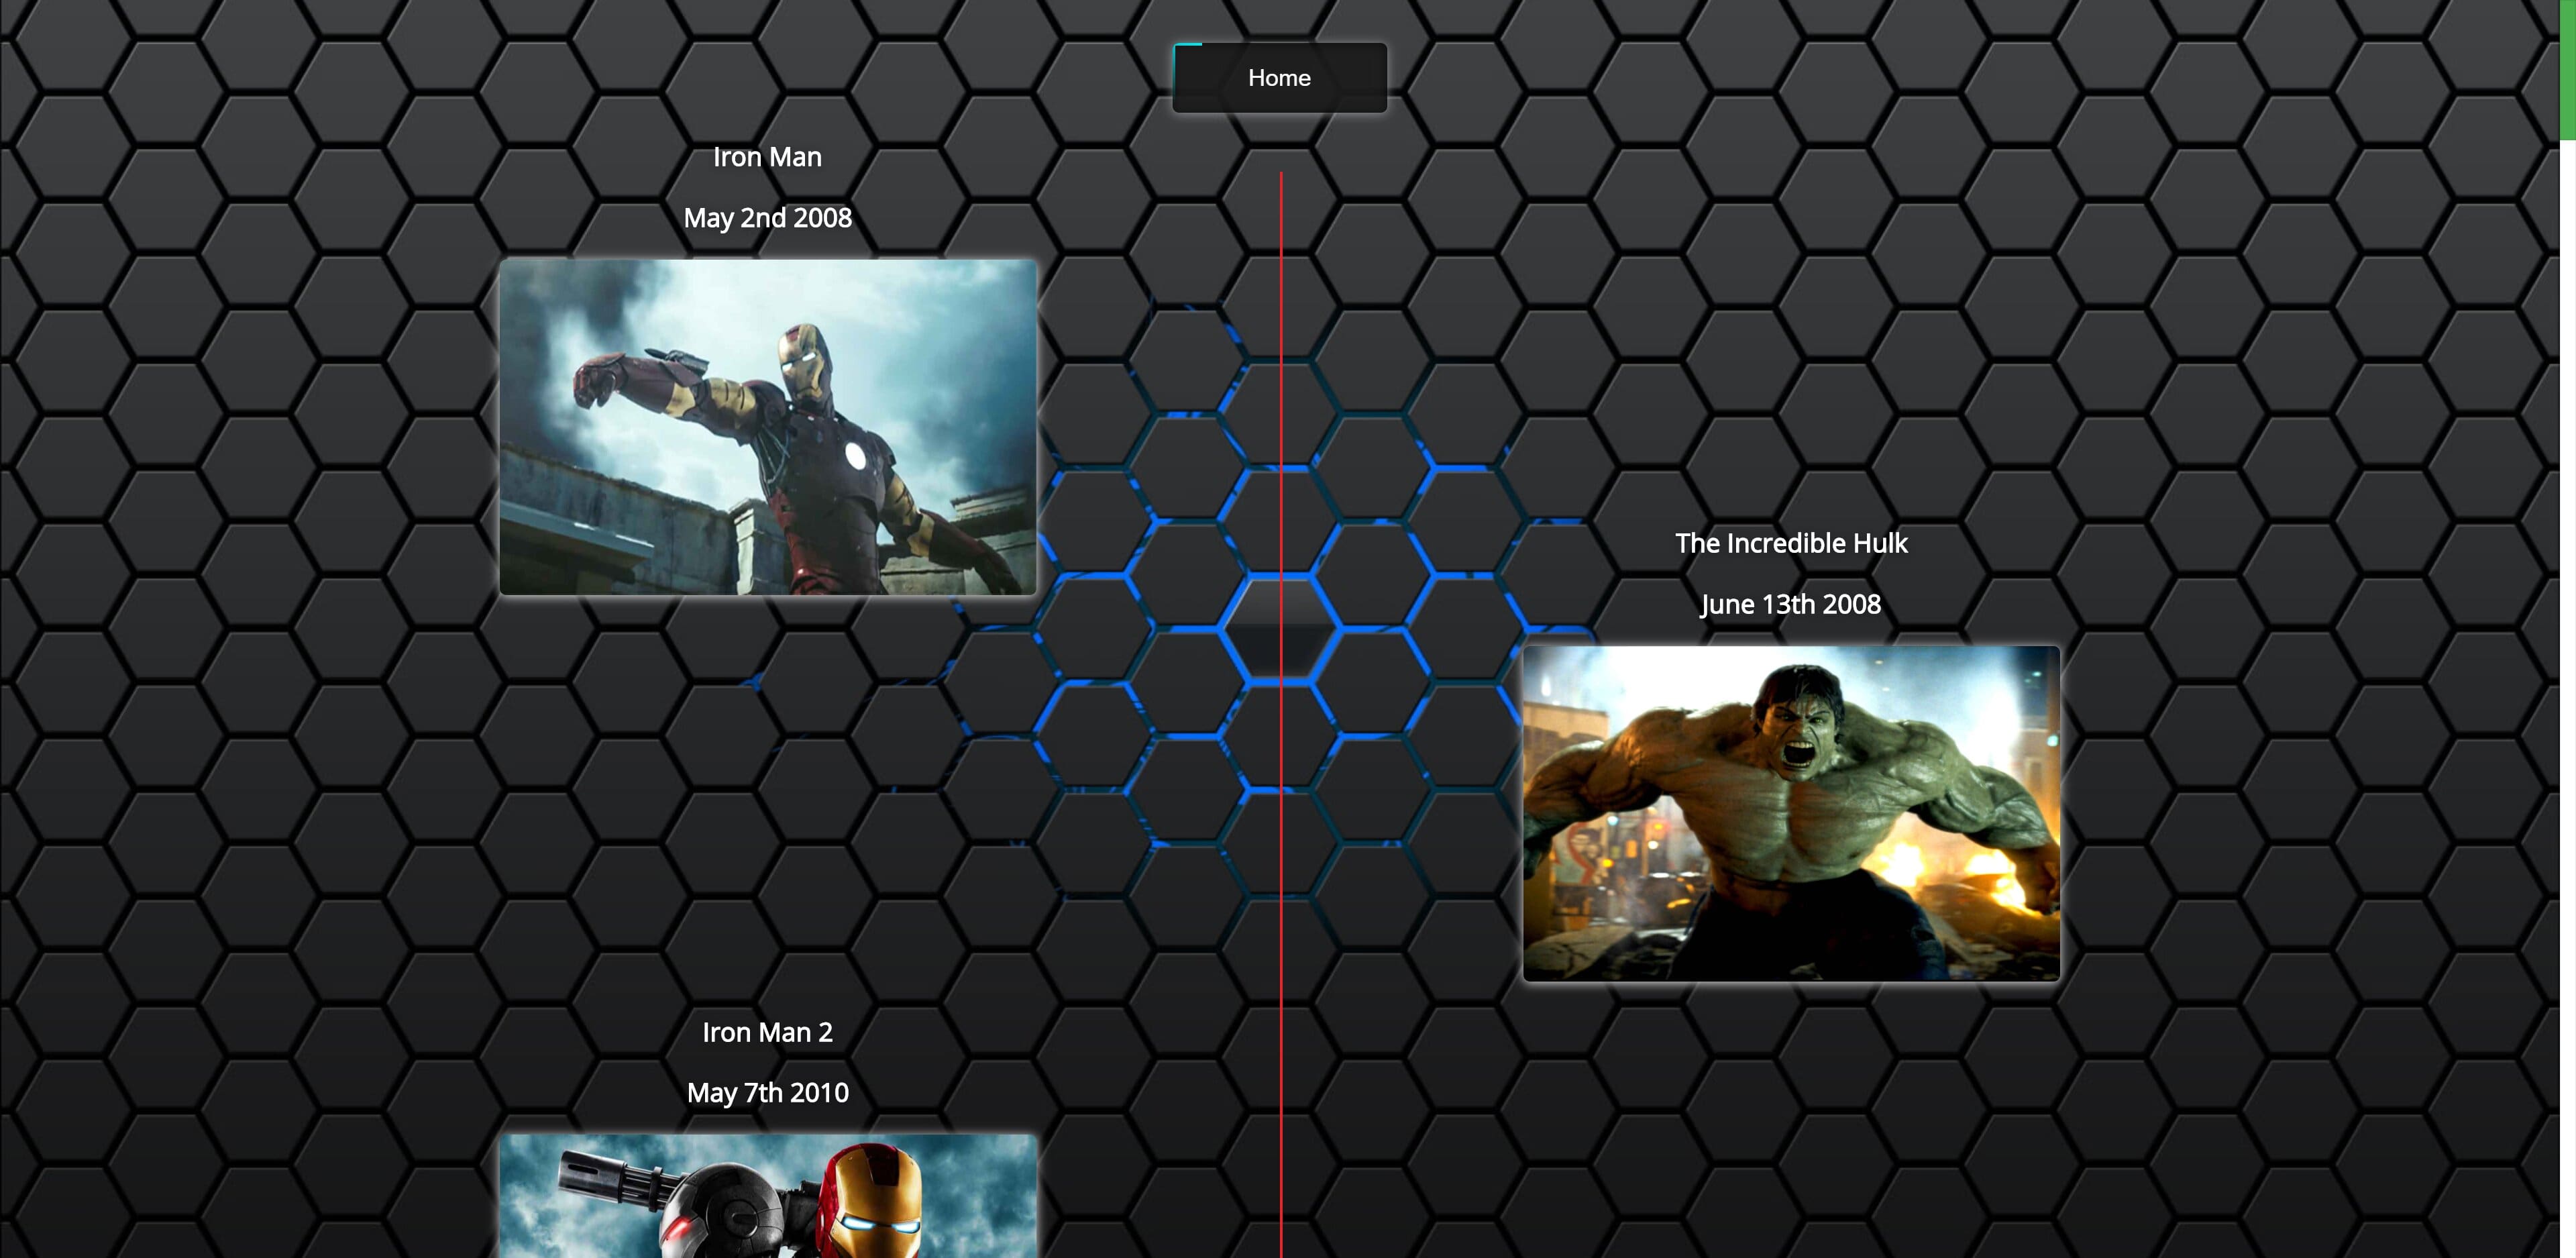 Home
Iron Man
May 2nd 2008
The Incredible Hulk
June 13th 2008
Iron Man 2
May 7th 2010